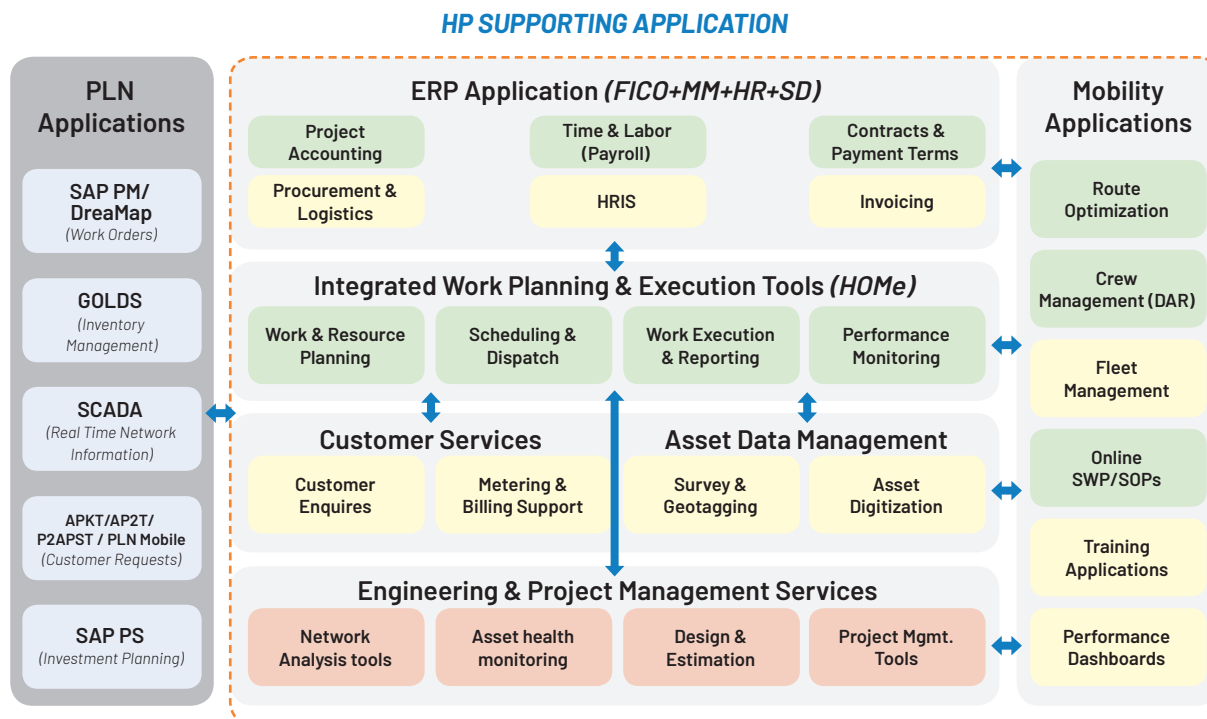 HP SUPPORTING APPLICATION
PLN
Applications
SAP PM/
DreaMap
(Work Orders)
GOLDS
(Inventory
Management)
SCADA
(Real Time Network
Information)
APKT/AP2T/
P2APST / PLN Mobile
(Customer Requests)
SAP PS
(Investment Planning)
ERP Application (FICO+MM+HR+SD)
Project
Accounting
Time & Labor
(Payroll)
Contracts &
Payment Terms
Procurement &
Logistics
HRIS
Invoicing
Integrated Work Planning & Execution Tools (HOMe)
Work & Resource
Planning
Scheduling &
Dispatch
Work Execution
& Reporting
Performance
Monitoring
Customer Services
Customer
Enquires
Metering &
Billing Support
Asset Data Management
Survey &
Geotagging
Asset
Digitization
Engineering & Project Management Services
Network
Analysis tools
Asset health
monitoring
Design &
Estimation
Project Mgmt.
Tools
Mobility
Applications
Route
Optimization
Crew
Management (DAR)
Fleet
Management
Online
SWP/SOPs
Training
Applications
Performance
Dashboards